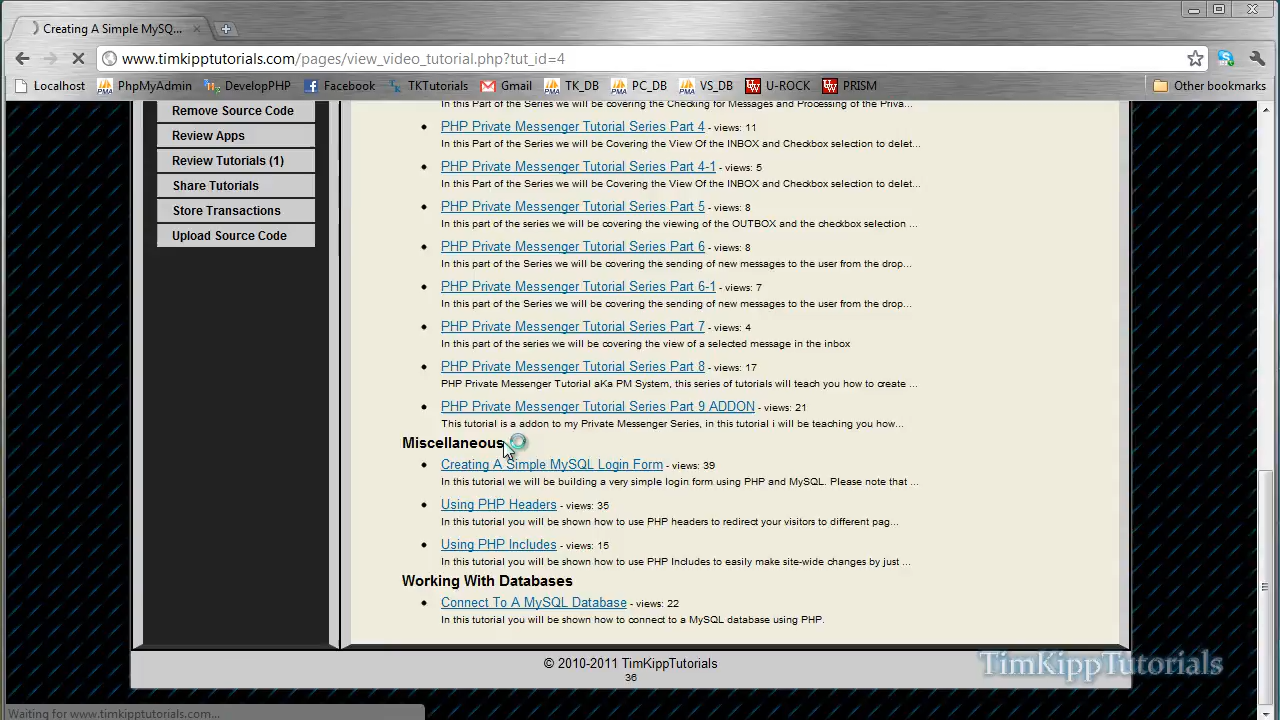 Creating A Simple MySQ...
www.timkipptutorials.com/pages/view_video_tutorial.php?tut_id=4
Localhost PhpMyAdmin DevelopPHP Facebook TKTutorials Gmail TK_DB PC_DB VS_DB U-ROCK PRISM Other bookmarks
Remove Source Code
Review Apps
Review Tutorials (1)
Share Tutorials
Store Transactions
Upload Source Code
In this Part of the Series we will be covering the Checking for Messages and Processing of the Priva...
PHP Private Messenger Tutorial Series Part 4 - views: 11
In this Part of the Series we will be Covering the View Of the INBOX and Checkbox selection to delet...
PHP Private Messenger Tutorial Series Part 4-1 - views: 5
In this Part of the Series we will be Covering the View Of the INBOX and Checkbox selection to delet...
PHP Private Messenger Tutorial Series Part 5 - views: 8
In this part of the series we will be covering the viewing of the OUTBOX and the checkbox selection ...
PHP Private Messenger Tutorial Series Part 6 - views: 8
In this part of the Series we will be covering the sending of new messages to the user from the drop...
PHP Private Messenger Tutorial Series Part 6-1 - views: 7
In this part of the Series we will be covering the sending of new messages to the user from the drop...
PHP Private Messenger Tutorial Series Part 7 - views: 4
In this part of the series we will be covering the view of a selected message in the inbox
PHP Private Messenger Tutorial Series Part 8 - views: 17
PHP Private Messenger Tutorial aKa PM System, this series of tutorials will teach you how to create ...
PHP Private Messenger Tutorial Series Part 9 ADDON - views: 21
This tutorial is a addon to my Private Messenger Series, in this tutorial i will be teaching you how...
Miscellaneous
Creating A Simple MySQL Login Form - views: 39
In this tutorial we will be building a very simple login form using PHP and MySQL. Please note that ...
Using PHP Headers - views: 35
In this tutorial you will be shown how to use PHP headers to redirect your visitors to different pag...
Using PHP Includes - views: 15
In this tutorial you will be shown how to use PHP Includes to easily make site-wide changes by just ...
Working With Databases
Connect To A MySQL Database - views: 22
In this tutorial you will be shown how to connect to a MySQL database using PHP.
© 2010-2011 TimKippTutorials
36
TimKippTutorials
Waiting for www.timkipptutorials.com...